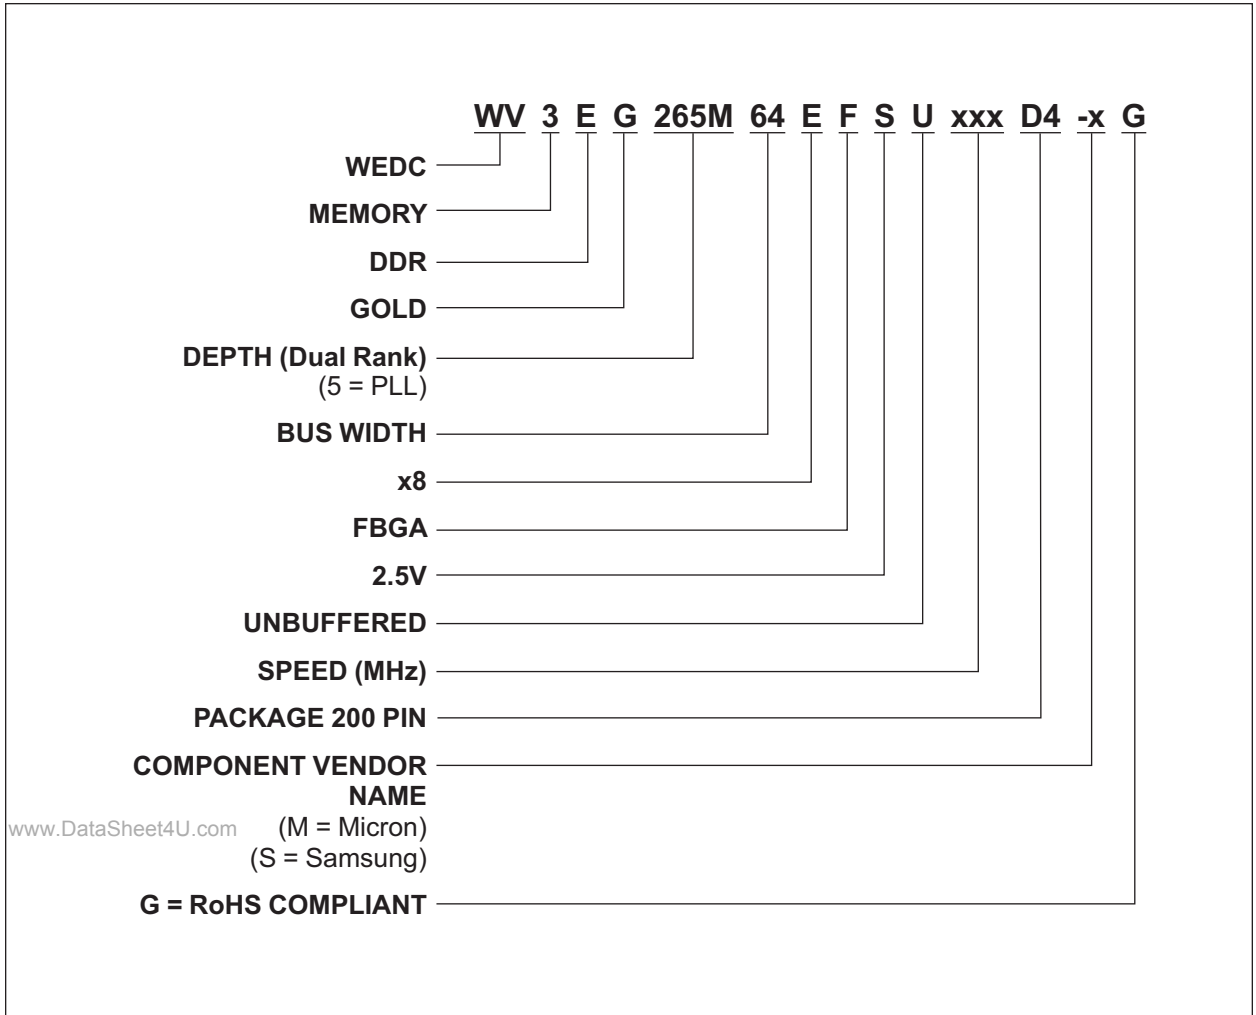 WV 3 E G 265M 64 E F S U xxx D4 -x G
WEDC
MEMORY
DDR
GOLD
DEPTH (Dual Rank)
(5 = PLL)
BUS WIDTH
x8
FBGA
2.5V
UNBUFFERED
SPEED (MHz)
PACKAGE 200 PIN
COMPONENT VENDOR
NAME
www.DataSheet4U.com (M = Micron)
(S = Samsung)
G = RoHS COMPLIANT